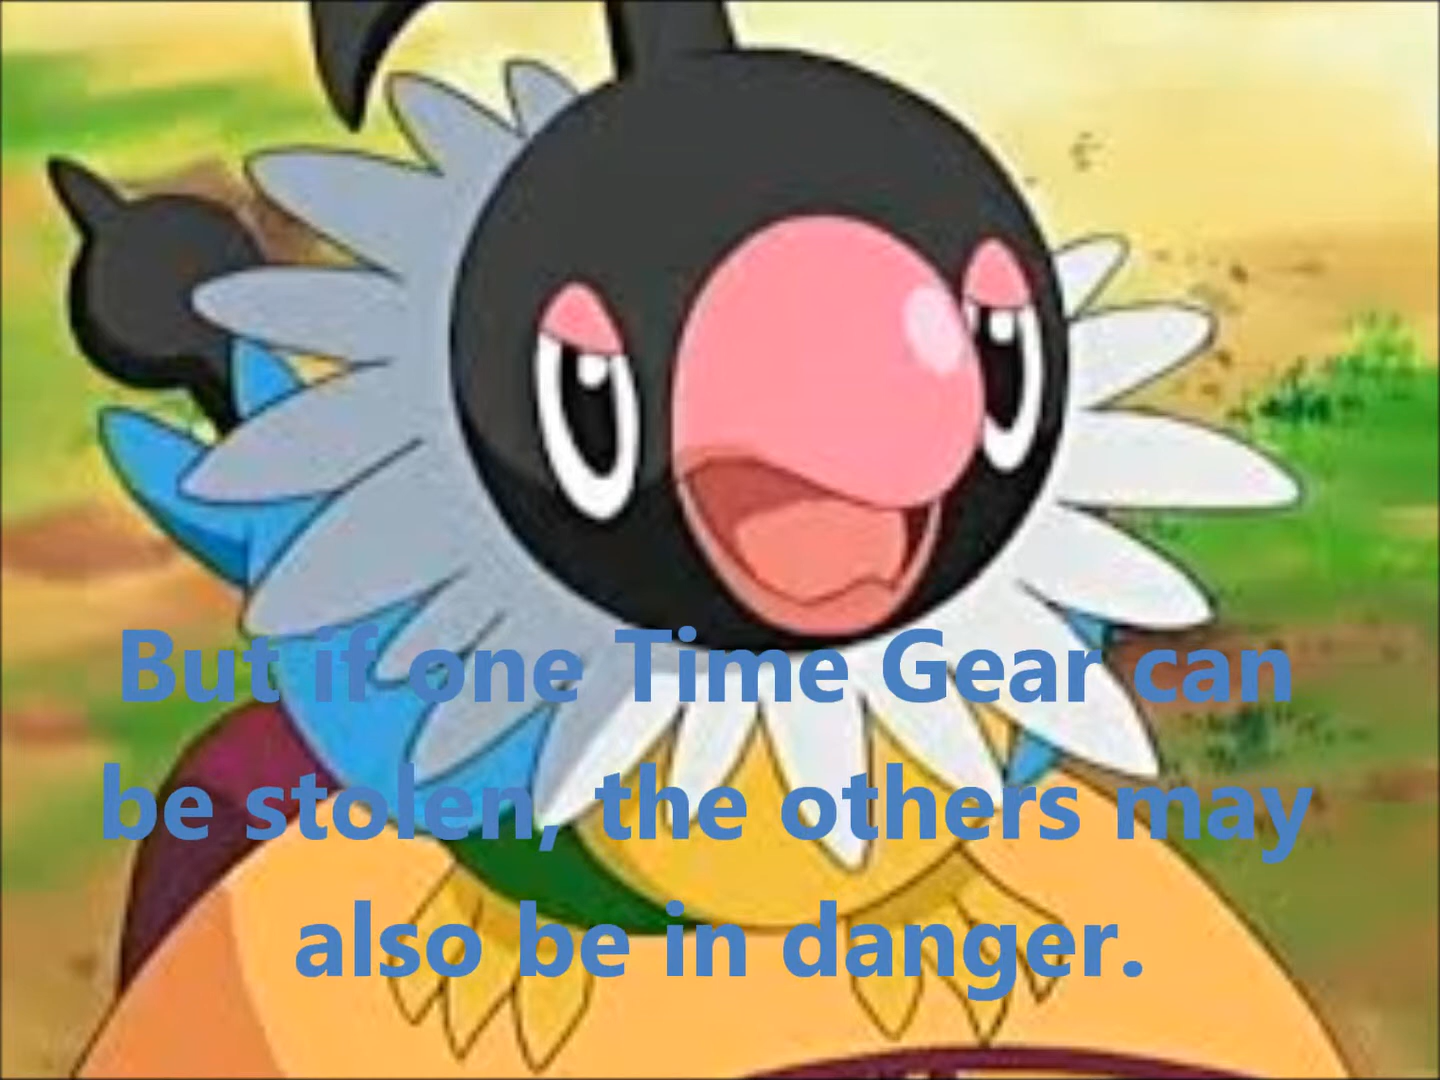 But if one Time Gear can
be stolen, the others may
also be in danger.